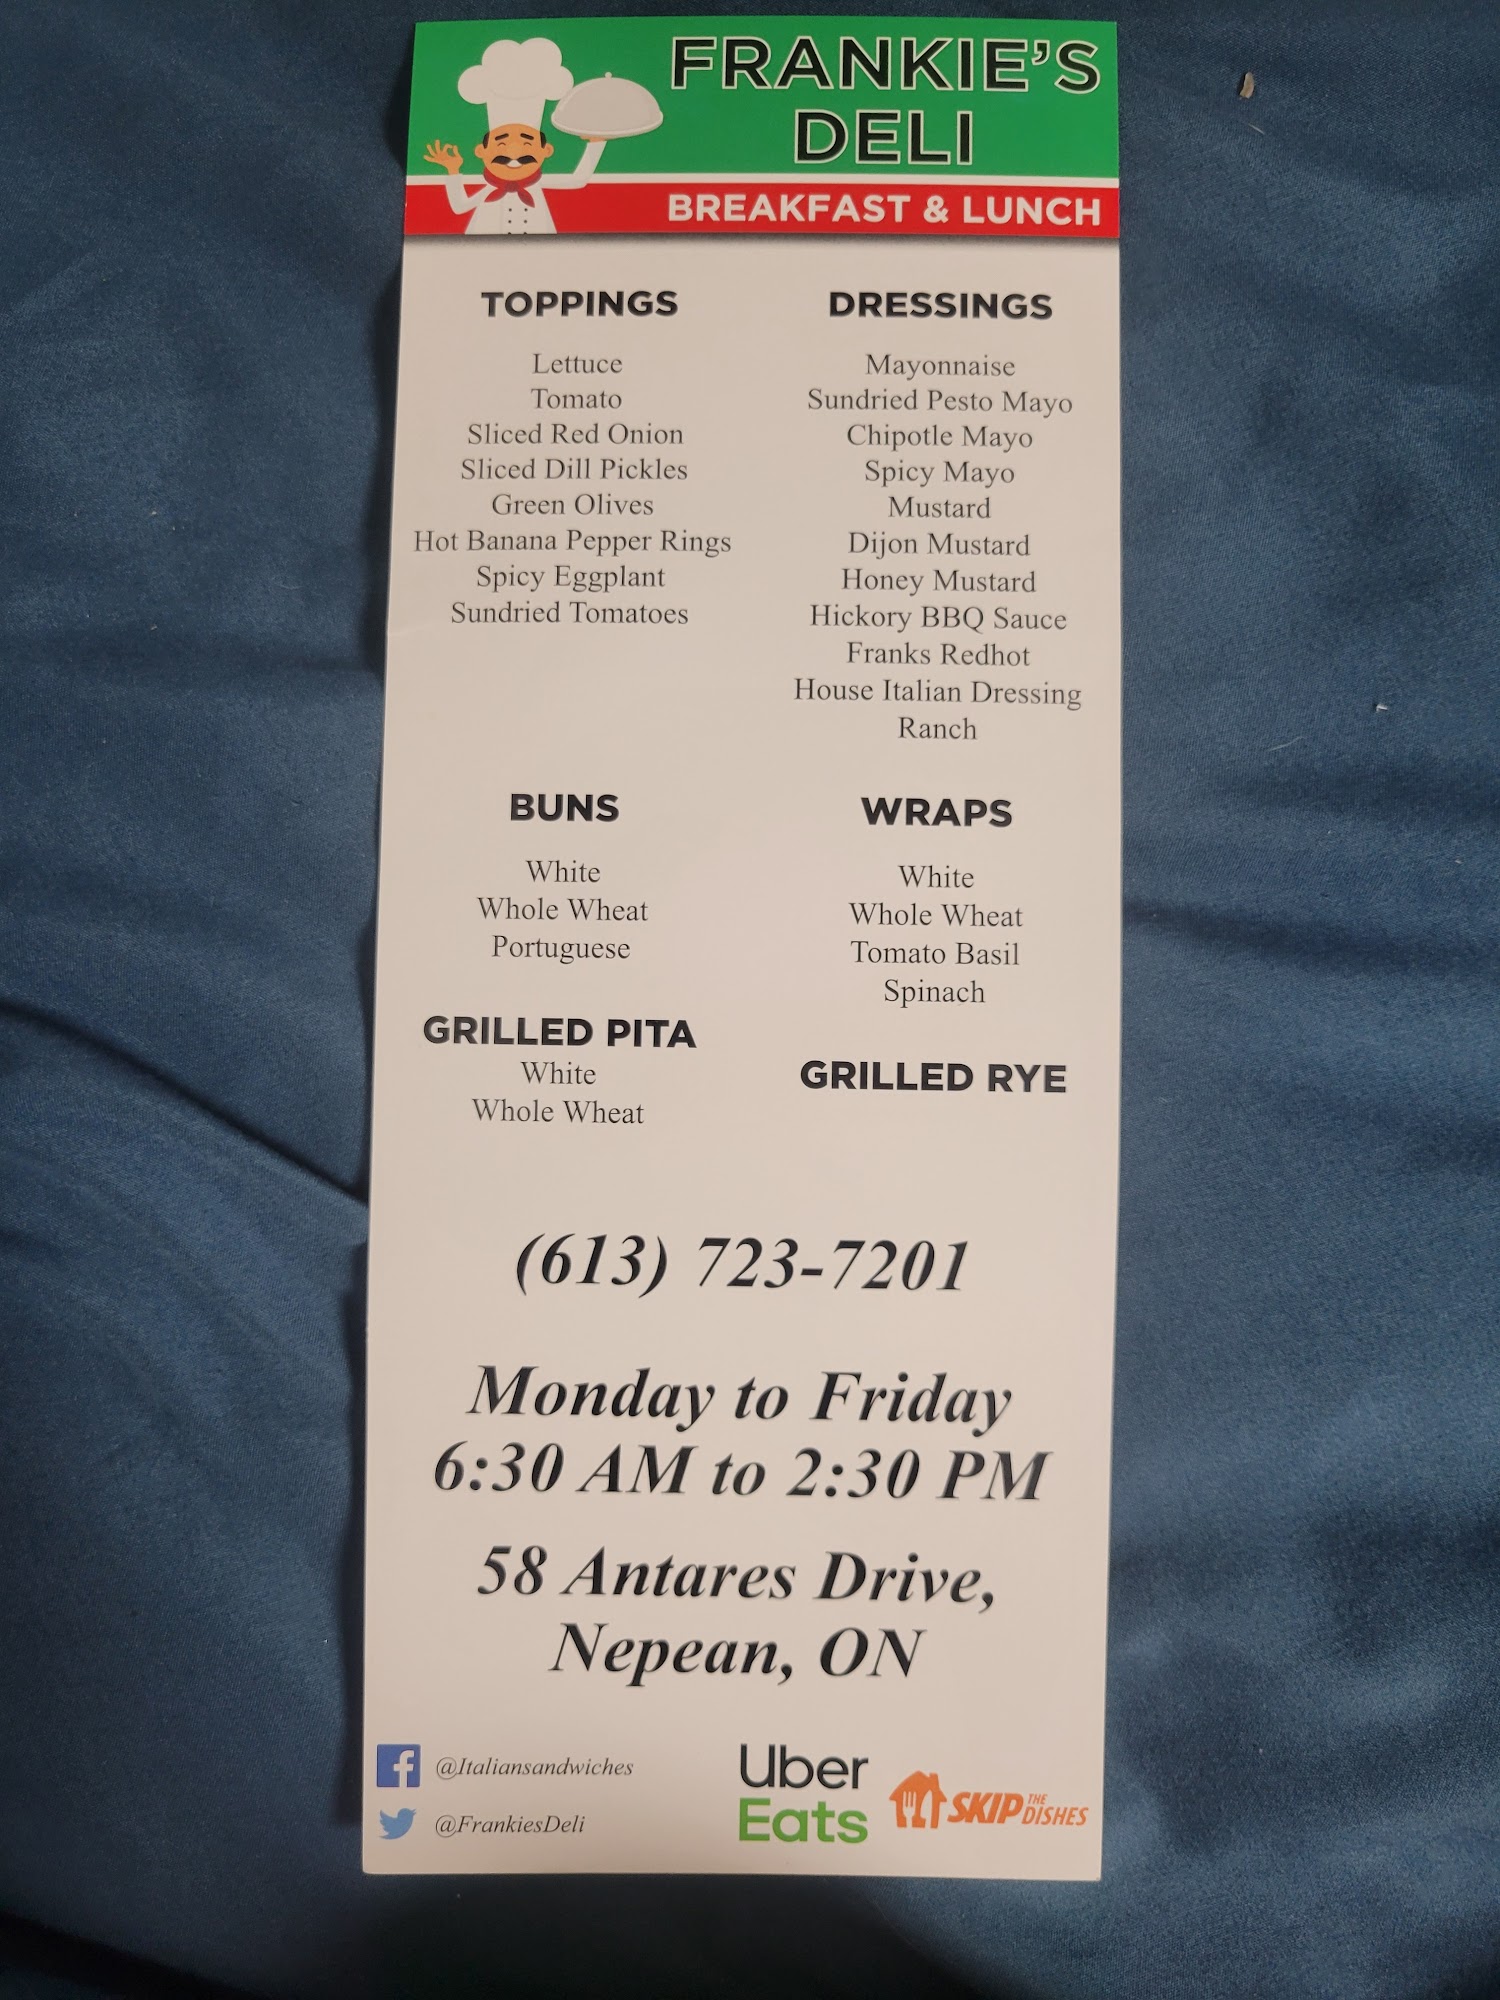 FRANKIE'S
DELI
BREAKFAST & LUNCH
TOPPINGS
Lettuce
Tomato
Sliced Red Onion
Sliced Dill Pickles
Green Olives
Hot Banana Pepper Rings
Spicy Eggplant
Sundried Tomatoes
DRESSINGS
Mayonnaise
Sundried Pesto Mayo
Chipotle Mayo
Spicy Mayo
Mustard
Dijon Mustard
Honey Mustard
Hickory BBQ Sauce
Franks Redhot
House Italian Dressing
Ranch
BUNS
White
Whole Wheat
Portuguese
WRAPS
White
Whole Wheat
Tomato Basil
Spinach
GRILLED PITA
White
Whole Wheat
GRILLED RYE
(613) 723-7201
Monday to Friday
6:30 AM to 2:30 PM
58 Antares Drive,
Nepean, ON
@Italiansandwiches
@FrankiesDeli
Uber
Eats
SKIP THE DISHES